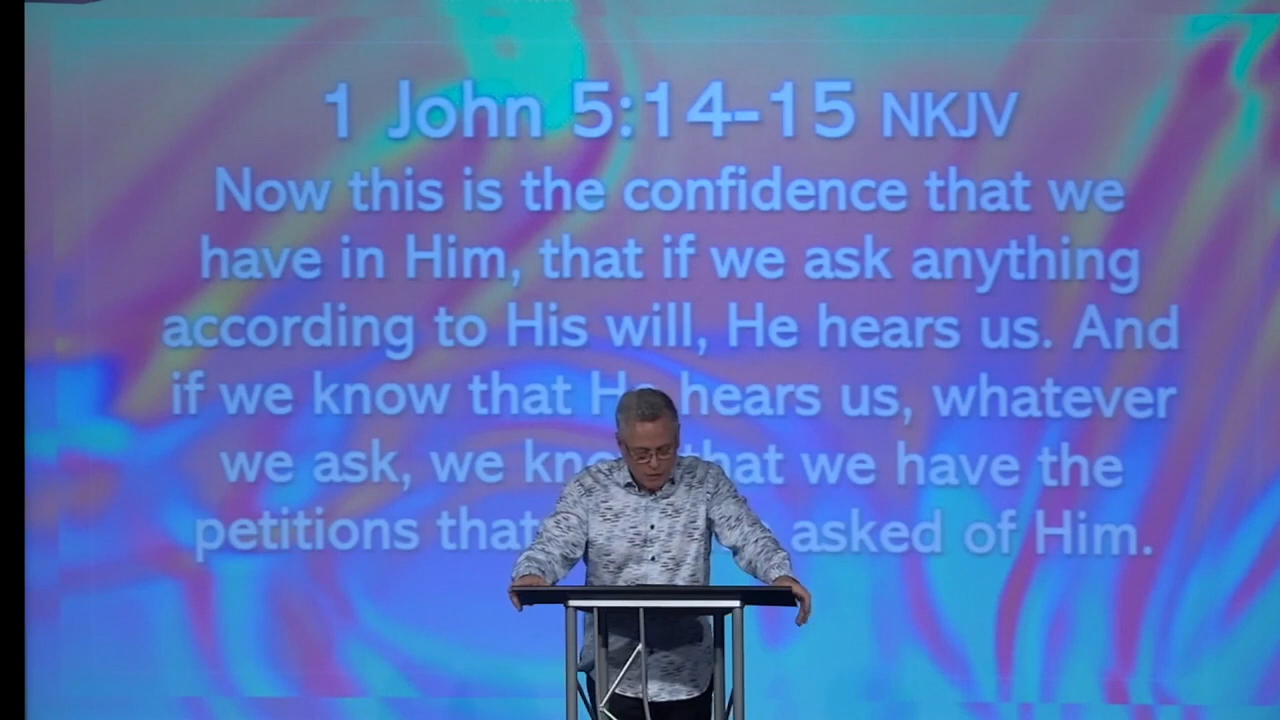 1 John 5:14-15 NKJV
Now this is the confidence that we
have in Him, that if we ask anything
according to His will, He hears us. And
if we know that He hears us, whatever
we ask, we know that we have the
petitions that asked of Him.